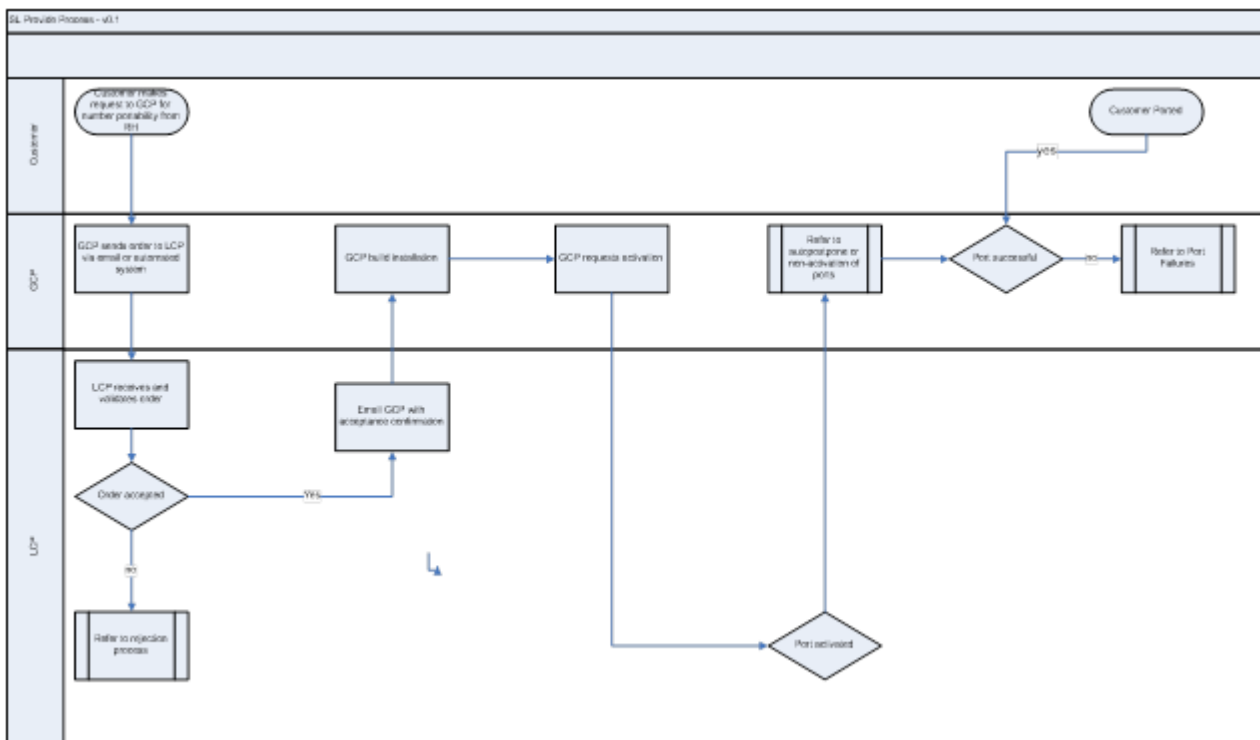 SL Provide Process - v0.1
Customer
Customer makes
request to GCP for
number portability from
RH
Customer Ported
yes
GCP
GCP sends order to LCP
via email or automated
system
GCP build installation
GCP requests activation
Refer to
autopostpone or
non-activation of
ports
Port successful
no
Refer to Port
Failures
LCP
LCP receives and
validates order
Email GCP with
acceptance confirmation
Order accepted
Yes
no
Refer to rejection
process
Port activated